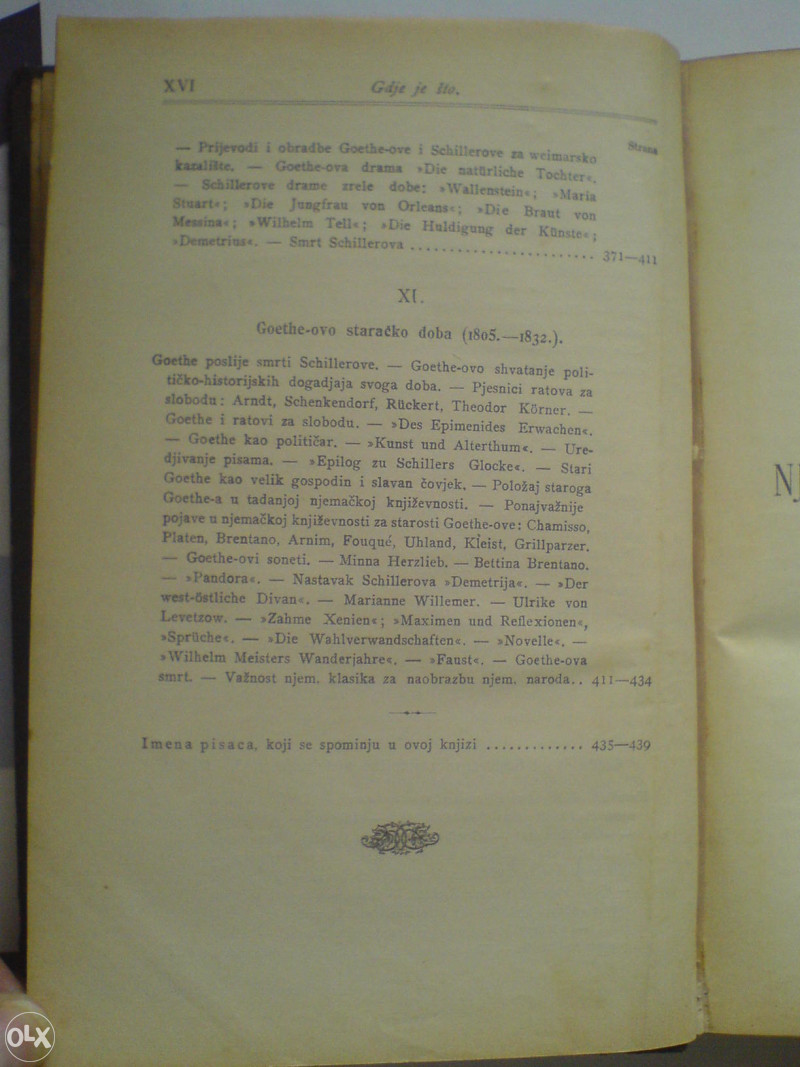 XVI Gdje je što.
Strana
— Prijevodi i obradbe Goethe-ove i Schillerove za weimarsko
kazalište. — Goethe-ova drama »Die natürliche Tochter«.
— Schillerove drame zrele dobe: »Wallenstein«; »Maria
Stuart«; »Die Jungfrau von Orleans«; »Die Braut von
Messina«; »Wilhelm Tell«; »Die Huldigung der Künste«;
»Demetrius«. — Smrt Schillerova ........................ 371—411
XI.
Goethe-ovo staračko doba (1805.—1832.).
Goethe poslije smrti Schillerove. — Goethe-ovo shvatanje poli-
tičko-historijskih dogadjaja svoga doba. — Pjesnici ratova za
slobodu: Arndt, Schenkendorf, Rückert, Theodor Körner. —
Goethe i ratovi za slobodu. — »Des Epimenides Erwachen«.
— Goethe kao političar. — »Kunst und Alterthum«. — Ure-
djivanje pisama. — »Epilog zu Schillers Glocke«. — Stari
Goethe kao velik gospodin i slavan čovjek. — Položaj staroga
Goethe-a u tadanjoj njemačkoj književnosti. — Ponajvažnije
pojave u njemačkoj književnosti za starosti Goethe-ove: Chamisso,
Platen, Brentano, Arnim, Fouqué, Uhland, Kleist, Grillparzer.
— Goethe-ovi soneti. — Minna Herzlieb. — Bettina Brentano.
— »Pandora«. — Nastavak Schillerova »Demetrija«. — »Der
west-östliche Divan«. — Marianne Willemer. — Ulrike von
Levetzow. — »Zahme Xenien«; »Maximen und Reflexionen«,
»Sprüche«. — »Die Wahlverwandschaften«. — »Novelle«. —
»Wilhelm Meisters Wanderjahre«. — »Faust«. — Goethe-ova
smrt. — Važnost njem. klasika za naobrazbu njem. naroda.. 411—434
Imena pisaca, koji se spominju u ovoj knjizi ............. 435—439
OLX